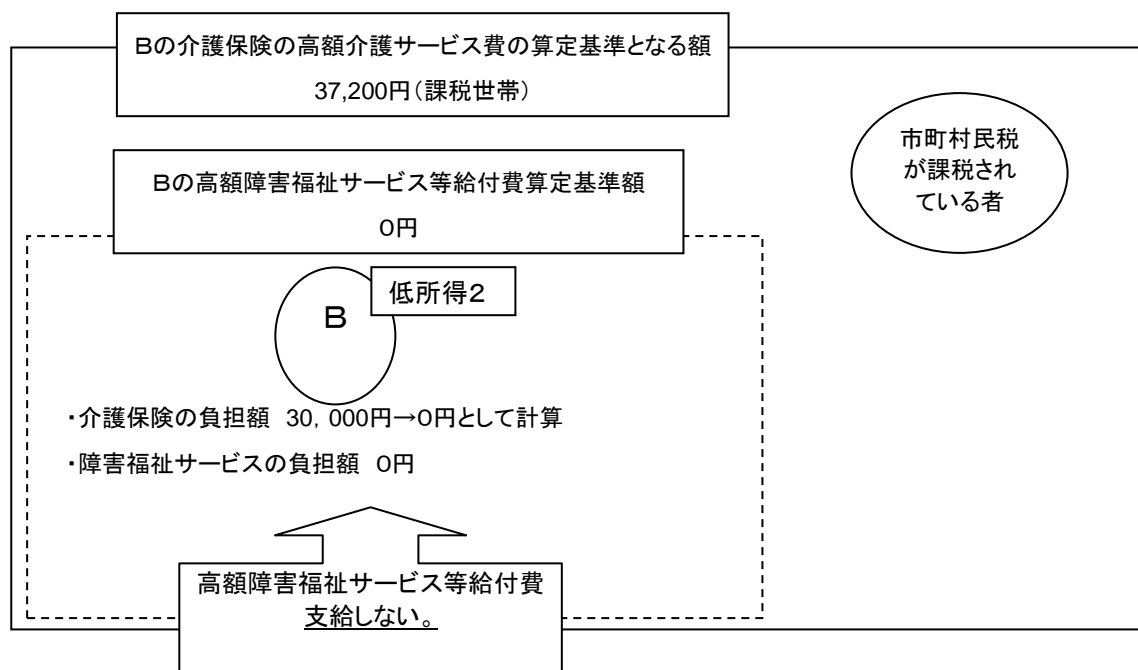 Bの介護保険の高額介護サービス費の算定基準となる額
37,200円(課税世帯)
市町村民税
が課税され
ている者
Bの高額障害福祉サービス等給付費算定基準額
0円
低所得2
B
・介護保険の負担額 30,000円→0円として計算
・障害福祉サービスの負担額 0円
高額障害福祉サービス等給付費
支給しない。